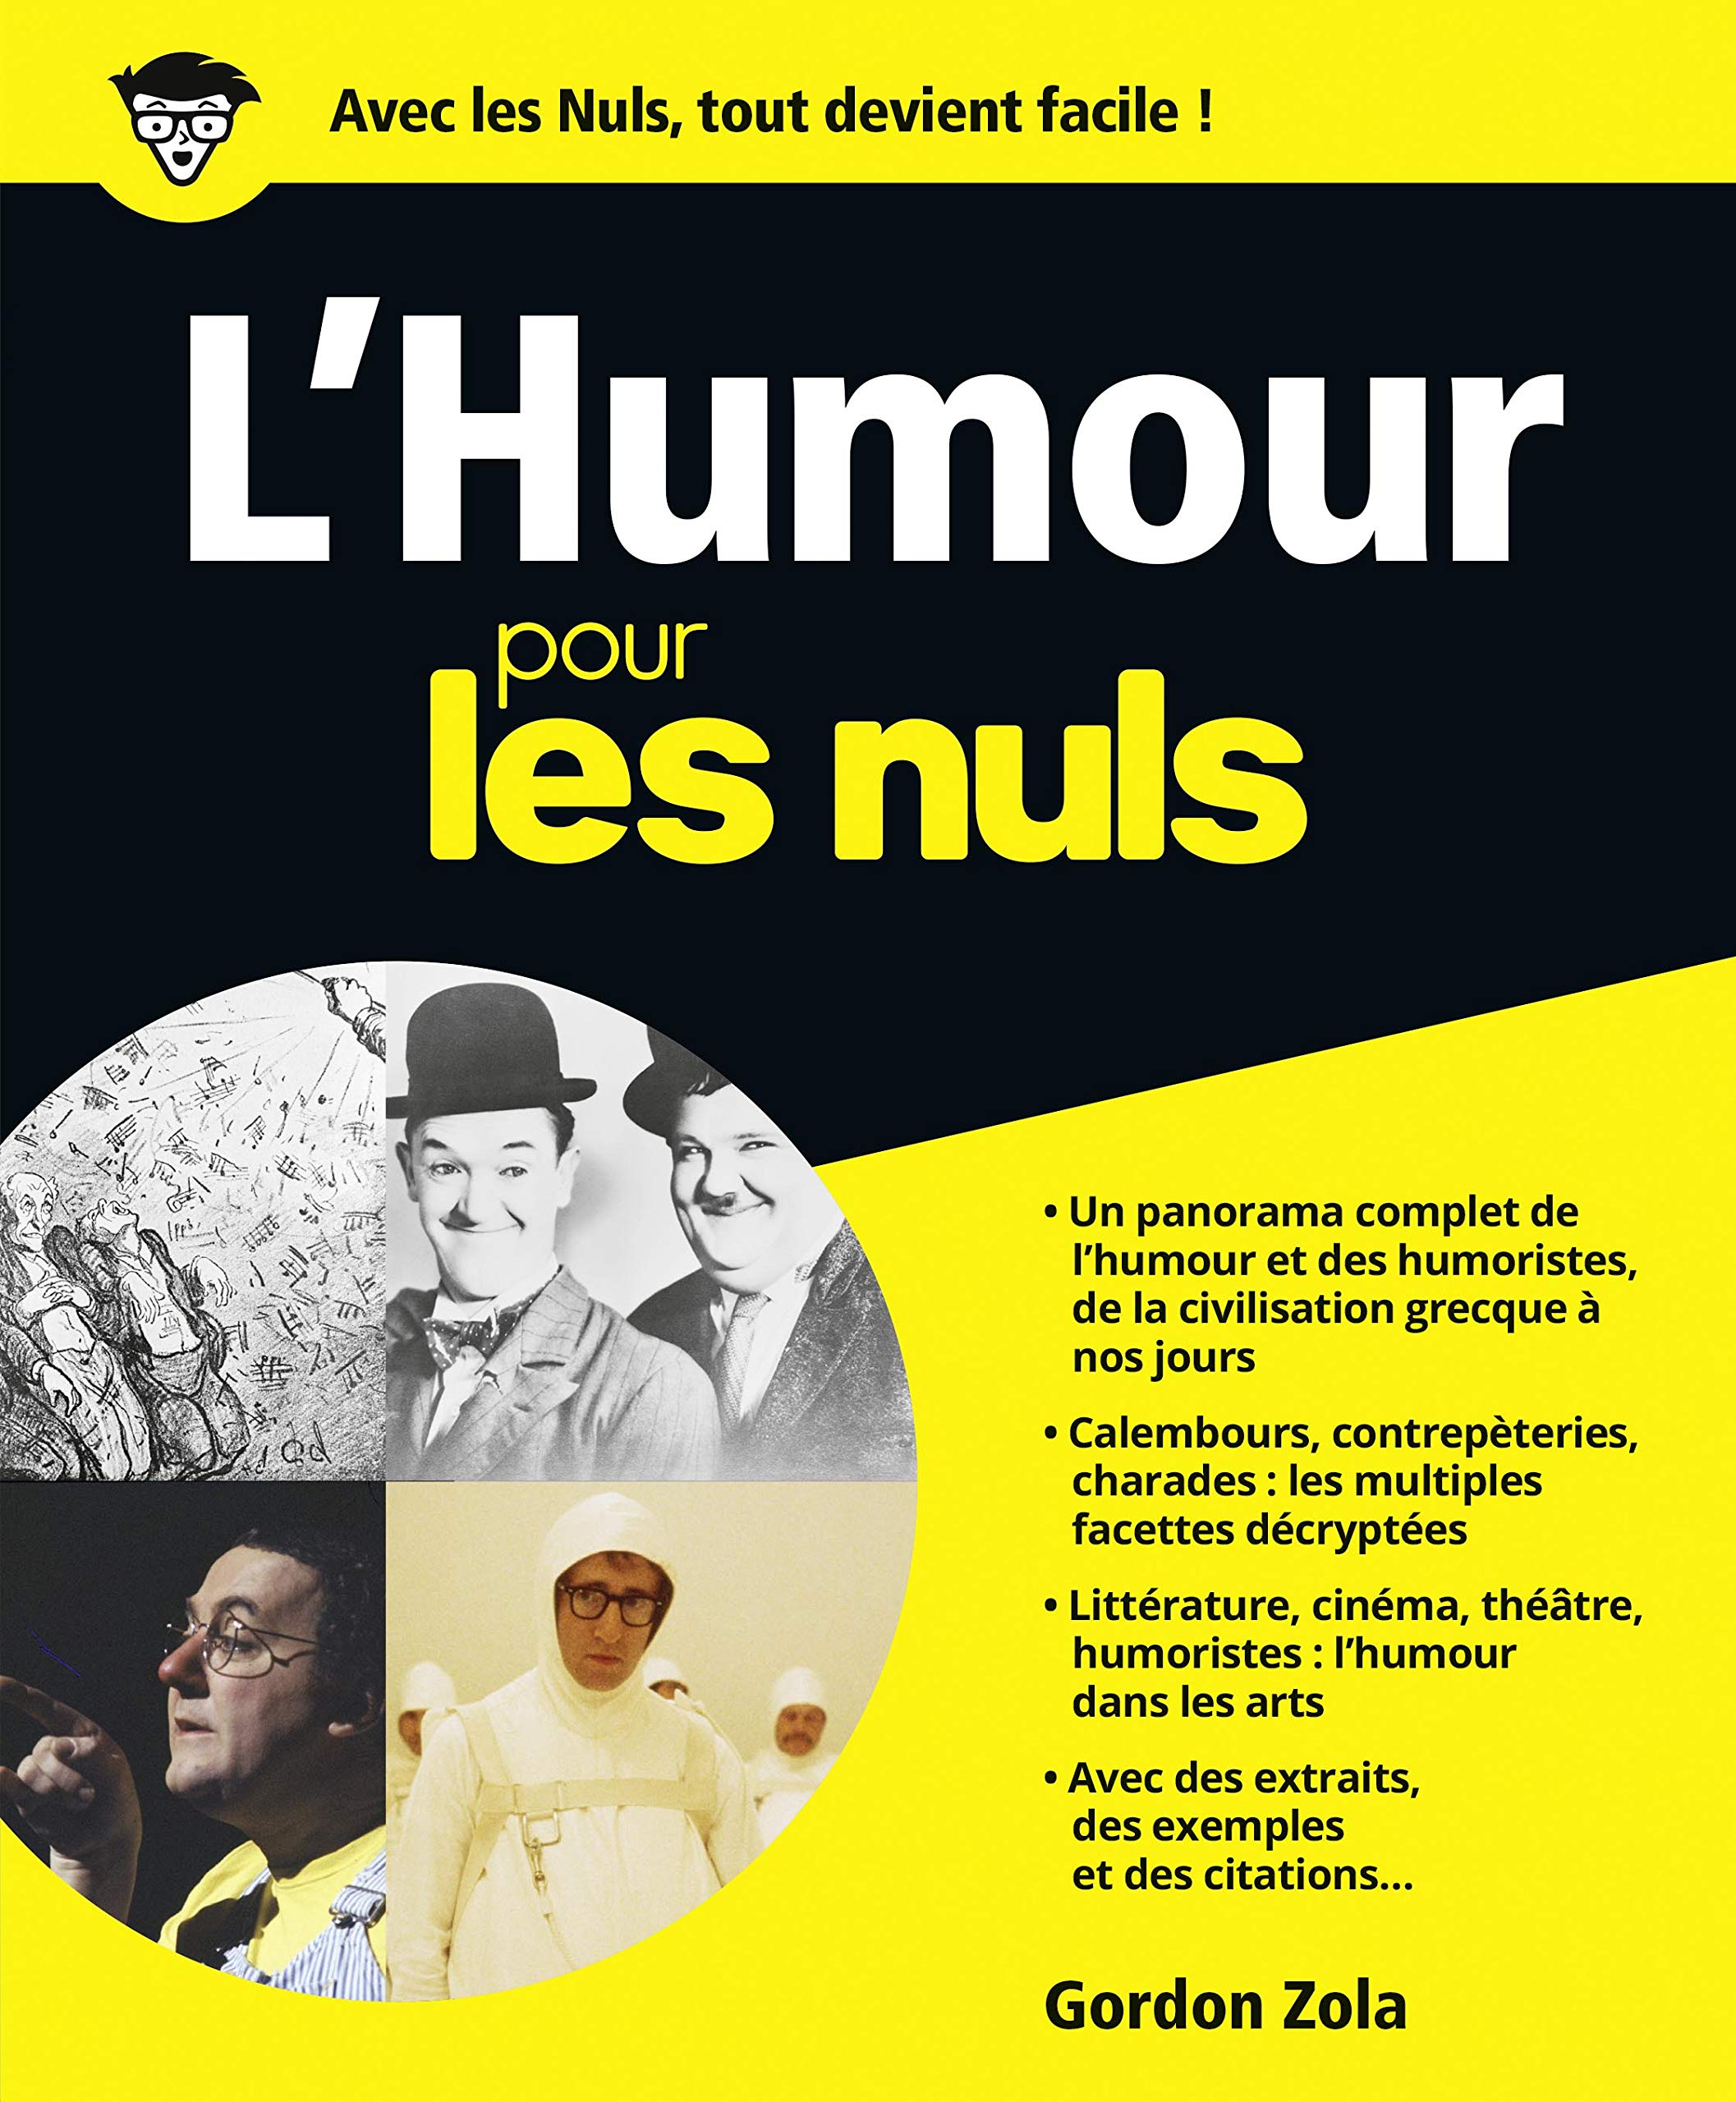 Avec les Nuls, tout devient facile !
L’Humour
pour
les nuls
• Un panorama complet de
l’humour et des humoristes,
de la civilisation grecque à
nos jours
• Calembours, contrepèteries,
charades : les multiples
facettes décryptées
• Littérature, cinéma, théâtre,
humoristes : l’humour
dans les arts
• Avec des extraits,
des exemples
et des citations...
Gordon Zola